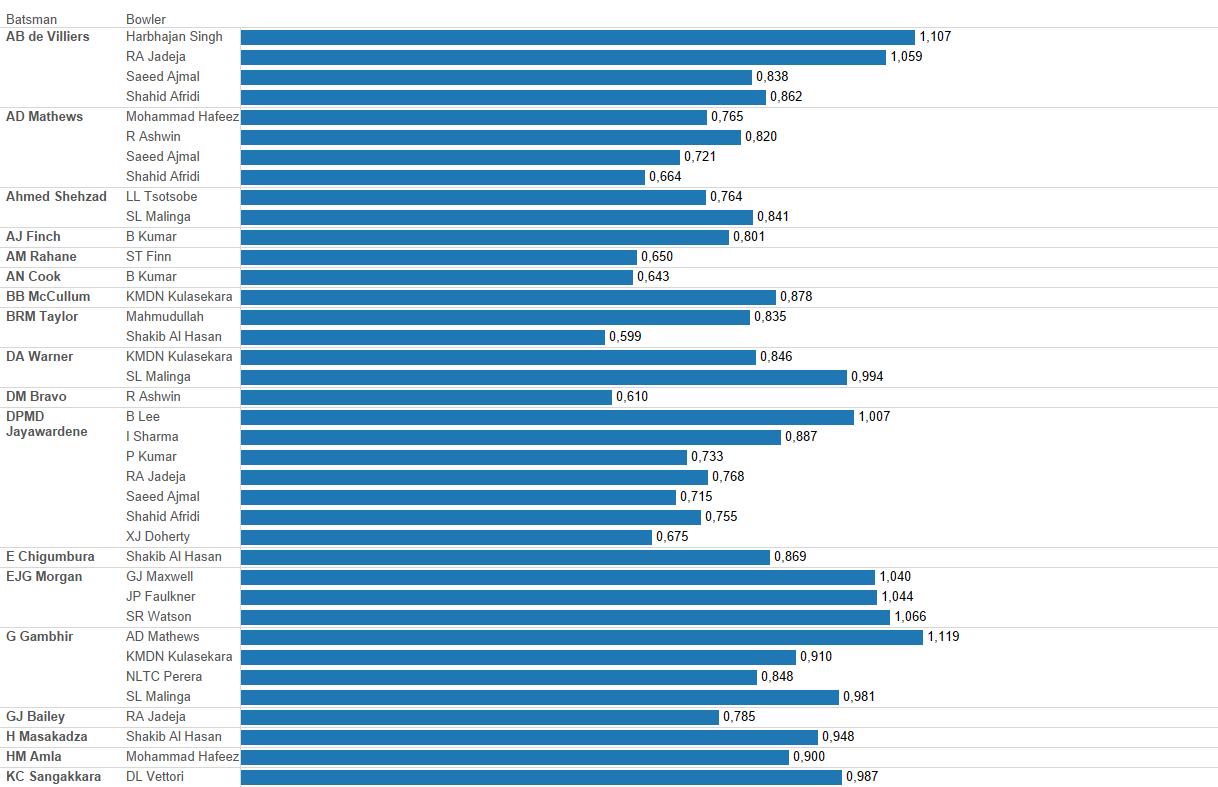 Batsman Bowler
AB de Villiers Harbhajan Singh 1,107
RA Jadeja 1,059
Saeed Ajmal 0,838
Shahid Afridi 0,862
AD Mathews Mohammad Hafeez 0,765
R Ashwin 0,820
Saeed Ajmal 0,721
Shahid Afridi 0,664
Ahmed Shehzad LL Tsotsobe 0,764
SL Malinga 0,841
AJ Finch B Kumar 0,801
AM Rahane ST Finn 0,650
AN Cook B Kumar 0,643
BB McCullum KMDN Kulasekara 0,878
BRM Taylor Mahmudullah 0,835
Shakib Al Hasan 0,599
DA Warner KMDN Kulasekara 0,846
SL Malinga 0,994
DM Bravo R Ashwin 0,610
DPMD B Lee 1,007
Jayawardene I Sharma 0,887
P Kumar 0,733
RA Jadeja 0,768
Saeed Ajmal 0,715
Shahid Afridi 0,755
XJ Doherty 0,675
E Chigumbura Shakib Al Hasan 0,869
EJG Morgan GJ Maxwell 1,040
JP Faulkner 1,044
SR Watson 1,066
G Gambhir AD Mathews 1,119
KMDN Kulasekara 0,910
NLTC Perera 0,848
SL Malinga 0,981
GJ Bailey RA Jadeja 0,785
H Masakadza Shakib Al Hasan 0,948
HM Amla Mohammad Hafeez 0,900
KC Sangakkara DL Vettori 0,987